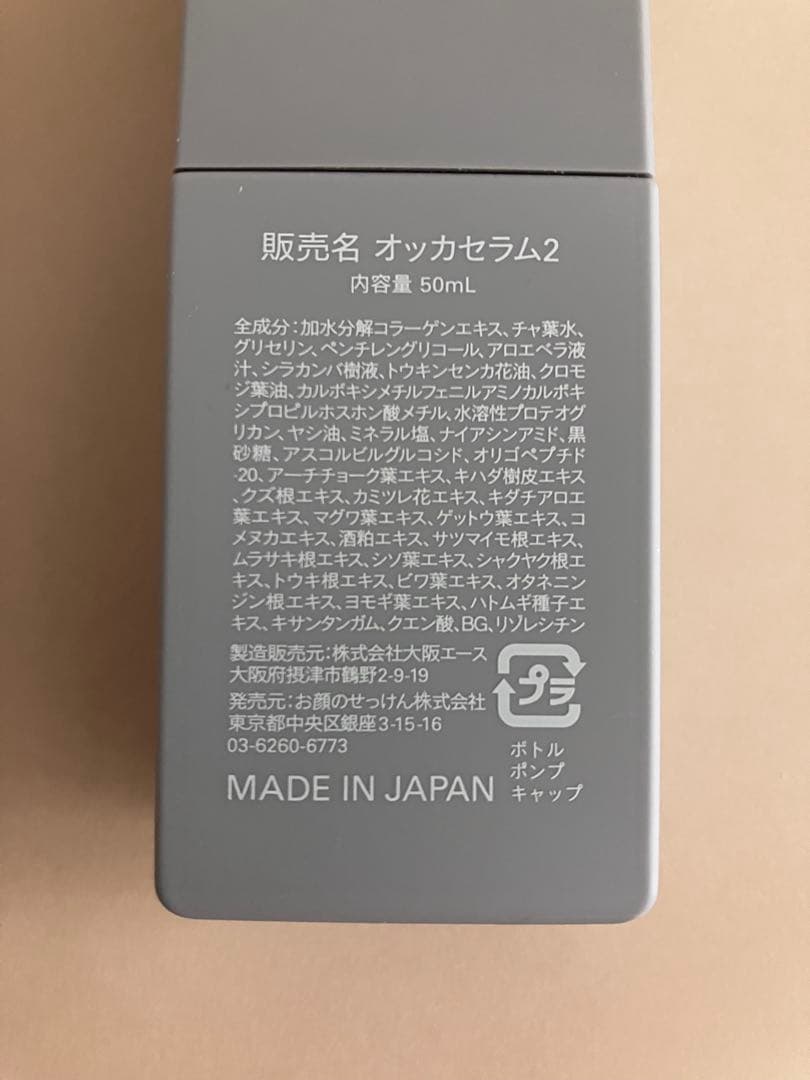 販売名 オッカセラム2
内容量 50mL
全成分:加水分解コラーゲンエキス、チャ葉水、
グリセリン、ペンチレングリコール、アロエベラ液
汁、シラカンバ樹液、トウキンセンカ花油、クロモ
ジ葉油、カルボキシメチルフェニルアミノカルボキ
シプロピルホスホン酸メチル、水溶性プロテオグ
リカン、ヤシ油、ミネラル塩、ナイアシンアミド、黒
砂糖、アスコルビルグルコシド、オリゴペプチド
-20、アーチチョーク葉エキス、キハダ樹皮エキス
、クズ根エキス、カミツレ花エキス、キダチアロエ
葉エキス、マグワ葉エキス、ゲットウ葉エキス、コ
メヌカエキス、酒粕エキス、サツマイモ根エキス、
ムラサキ根エキス、シソ葉エキス、シャクヤク根エ
キス、トウキ根エキス、ビワ葉エキス、オタネニン
ジン根エキス、ヨモギ葉エキス、ハトムギ種子エ
キス、キサンタンガム、クエン酸、BG、リゾレシチン
製造販売元:株式会社大阪エース
大阪府摂津市鶴野2-9-19
発売元:お顔のせっけん株式会社
東京都中央区銀座3-15-16
03-6260-6773
MADE IN JAPAN
プラ
ボトル
ポンプ
キャップ